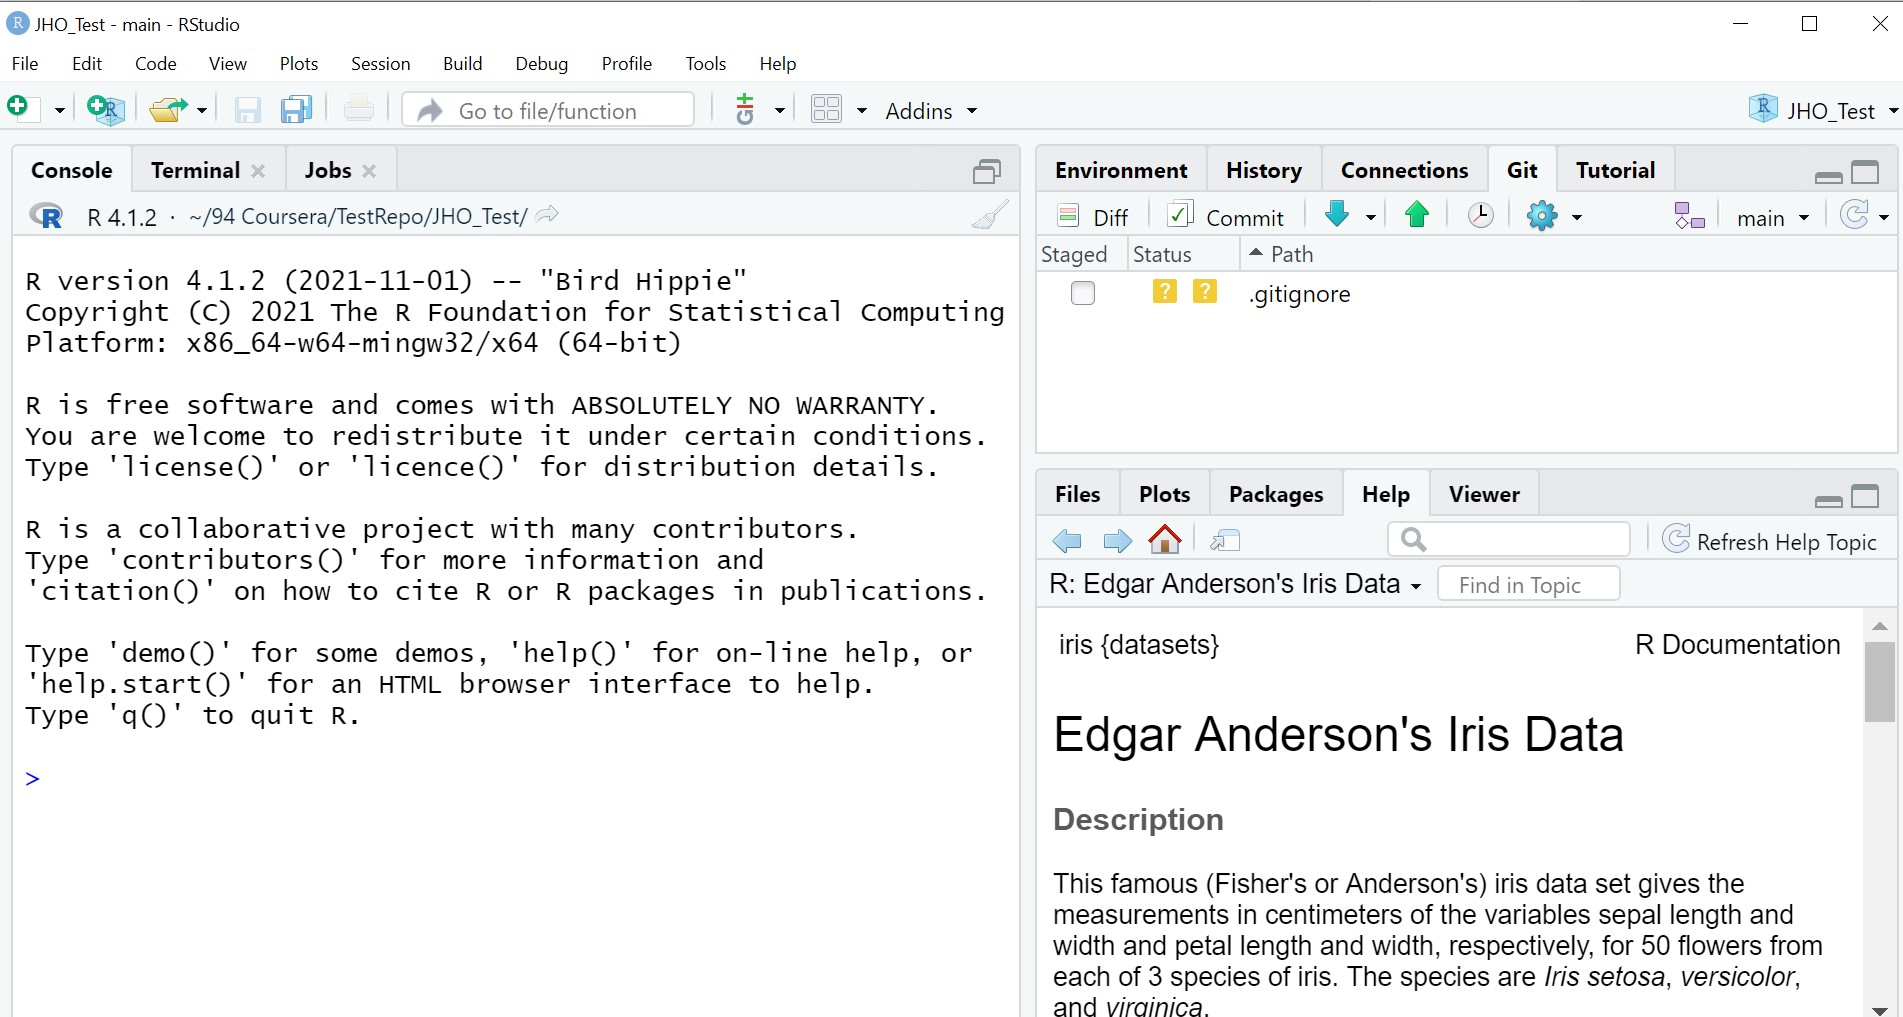 JHO_Test - main - RStudio
File Edit Code View Plots Session Build Debug Profile Tools Help
Go to file/function Addins JHO_Test
Console Terminal Jobs
R 4.1.2 · ~/94 Coursera/TestRepo/JHO_Test/
R version 4.1.2 (2021-11-01) -- "Bird Hippie"
Copyright (C) 2021 The R Foundation for Statistical Computing
Platform: x86_64-w64-mingw32/x64 (64-bit)
R is free software and comes with ABSOLUTELY NO WARRANTY.
You are welcome to redistribute it under certain conditions.
Type 'license()' or 'licence()' for distribution details.
R is a collaborative project with many contributors.
Type 'contributors()' for more information and
'citation()' on how to cite R or R packages in publications.
Type 'demo()' for some demos, 'help()' for on-line help, or
'help.start()' for an HTML browser interface to help.
Type 'q()' to quit R.
>
Environment History Connections Git Tutorial
Diff Commit main
Staged Status Path
? ? .gitignore
Files Plots Packages Help Viewer
Refresh Help Topic
R: Edgar Anderson's Iris Data Find in Topic
iris {datasets} R Documentation
Edgar Anderson's Iris Data
Description
This famous (Fisher's or Anderson's) iris data set gives the
measurements in centimeters of the variables sepal length and
width and petal length and width, respectively, for 50 flowers from
each of 3 species of iris. The species are Iris setosa, versicolor,
and virginica.